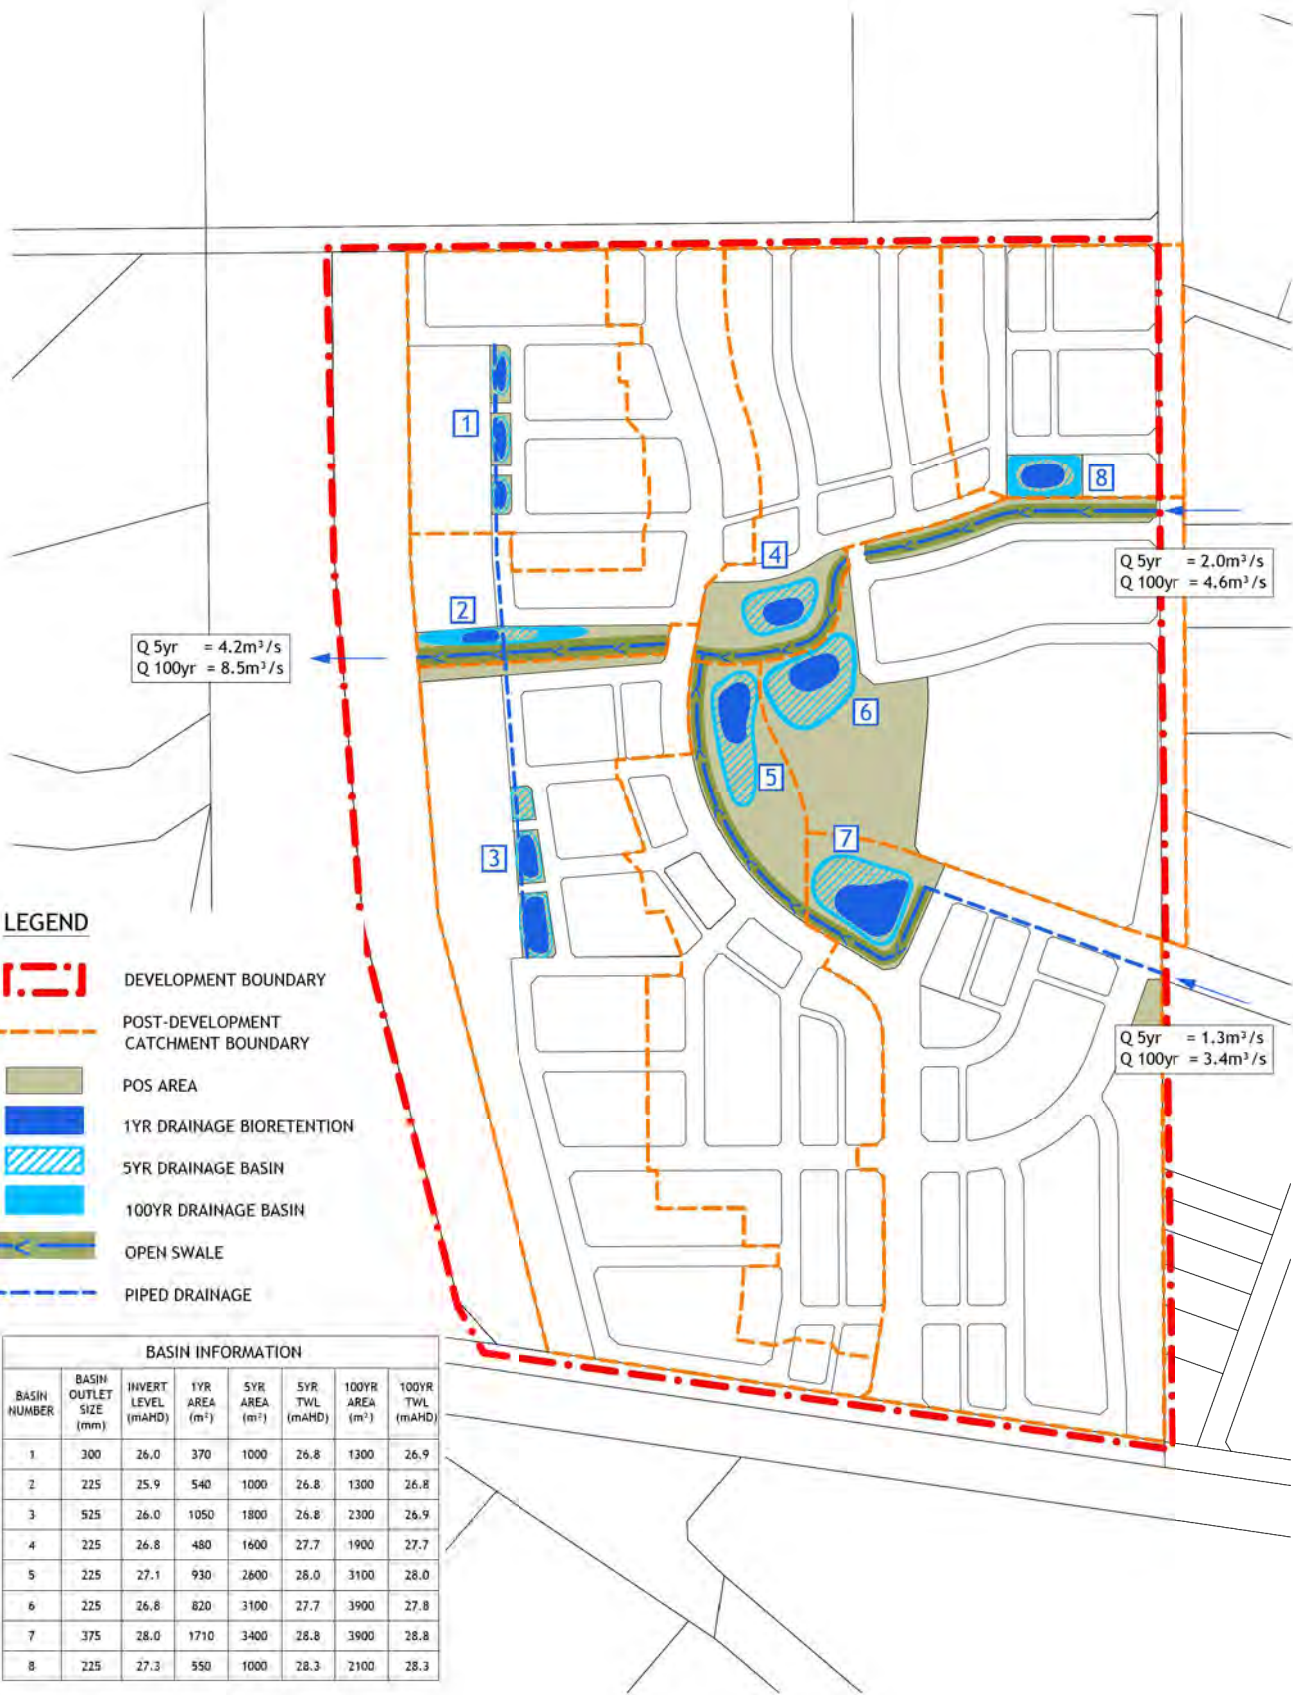 1
8
4
Q 5yr = 2.0m³/s
Q 100yr = 4.6m³/s
2
Q 5yr = 4.2m³/s
Q 100yr = 8.5m³/s
6
5
7
3
Q 5yr = 1.3m³/s
Q 100yr = 3.4m³/s
LEGEND
DEVELOPMENT BOUNDARY
POST-DEVELOPMENT
CATCHMENT BOUNDARY
POS AREA
1YR DRAINAGE BIORETENTION
5YR DRAINAGE BASIN
100YR DRAINAGE BASIN
OPEN SWALE
PIPED DRAINAGE
BASIN INFORMATION
BASIN NUMBER BASIN OUTLET SIZE (mm) INVERT LEVEL (mAHD) 1YR AREA (m²) 5YR AREA (m²) 5YR TWL (mAHD) 100YR AREA (m²) 100YR TWL (mAHD)
1 300 26.0 370 1000 26.8 1300 26.9
2 225 25.9 540 1000 26.8 1300 26.8
3 525 26.0 1050 1800 26.8 2300 26.9
4 225 26.8 480 1600 27.7 1900 27.7
5 225 27.1 930 2600 28.0 3100 28.0
6 225 26.8 820 3100 27.7 3900 27.8
7 375 28.0 1710 3400 28.8 3900 28.8
8 225 27.3 550 1000 28.3 2100 28.3